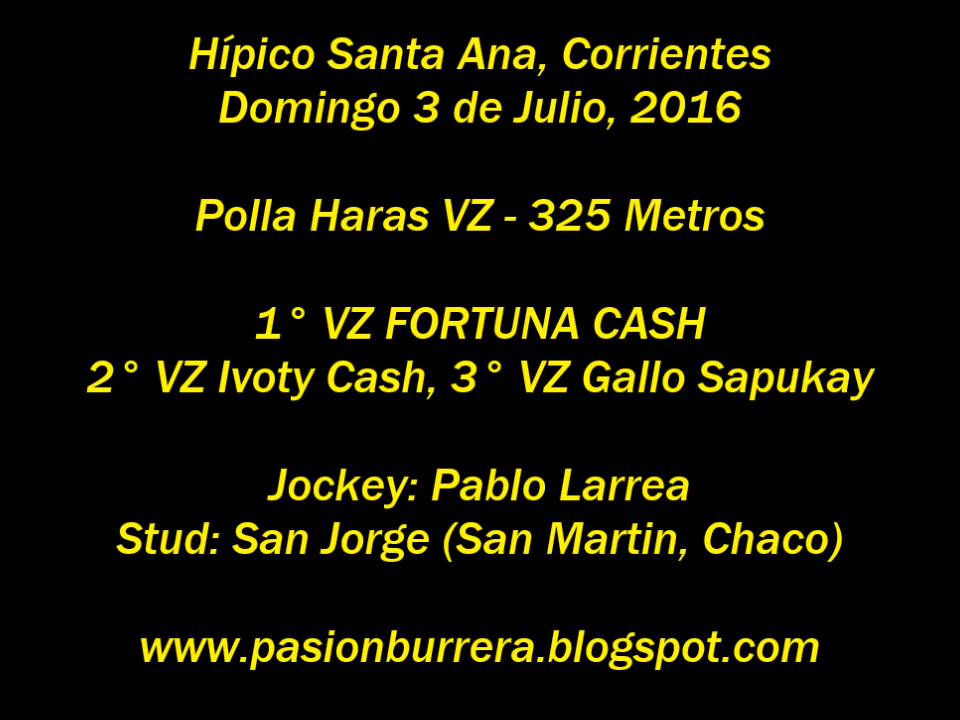 Hípico Santa Ana, Corrientes
Domingo 3 de Julio, 2016
Polla Haras VZ - 325 Metros
1° VZ FORTUNA CASH
2° VZ Ivoty Cash, 3° VZ Gallo Sapukay
Jockey: Pablo Larrea
Stud: San Jorge (San Martin, Chaco)
www.pasionburrera.blogspot.com